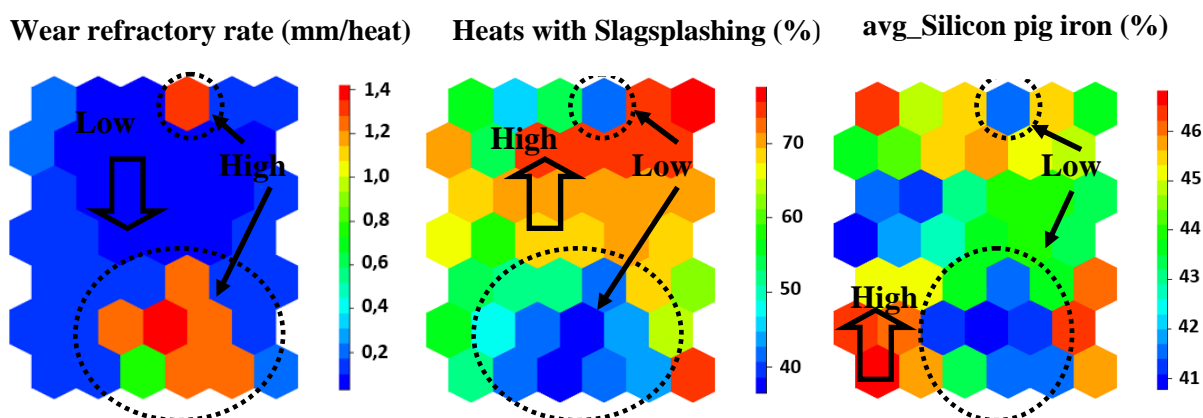 Wear refractory rate (mm/heat)
Low
High
1,4
1,2
1,0
0,8
0,6
0,4
0,2
Heats with Slagsplashing (%)
High
Low
70
60
50
40
avg_Silicon pig iron (%)
Low
High
46
45
44
43
42
41